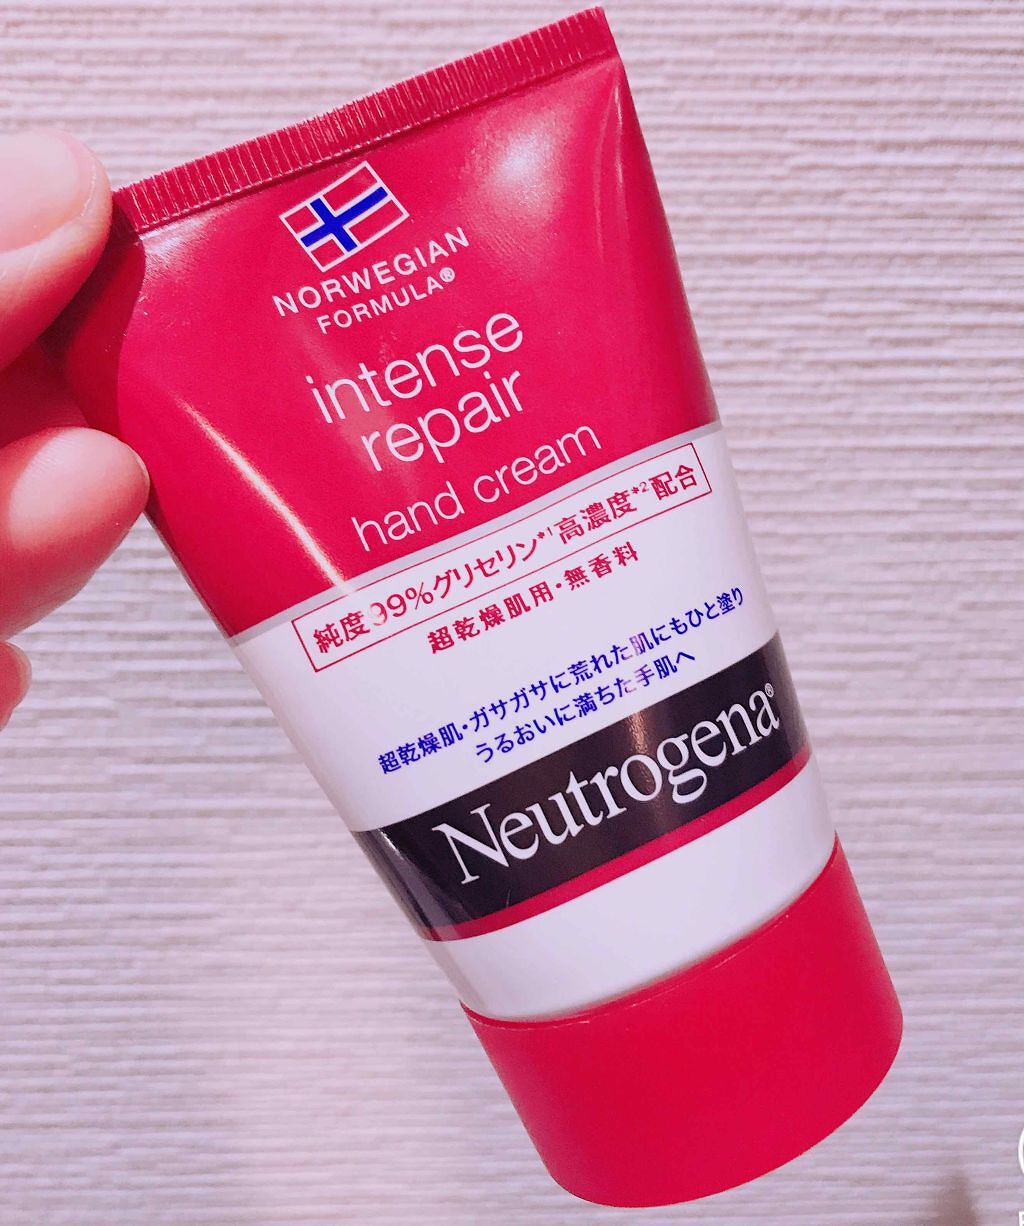 NORWEGIAN
FORMULA®
intense
repair
hand cream
純度99%グリセリン*1高濃度*2配合
超乾燥肌用・無香料
超乾燥肌・ガサガサに荒れた肌にもひと塗り
うるおいに満ちた手肌へ
Neutrogena®